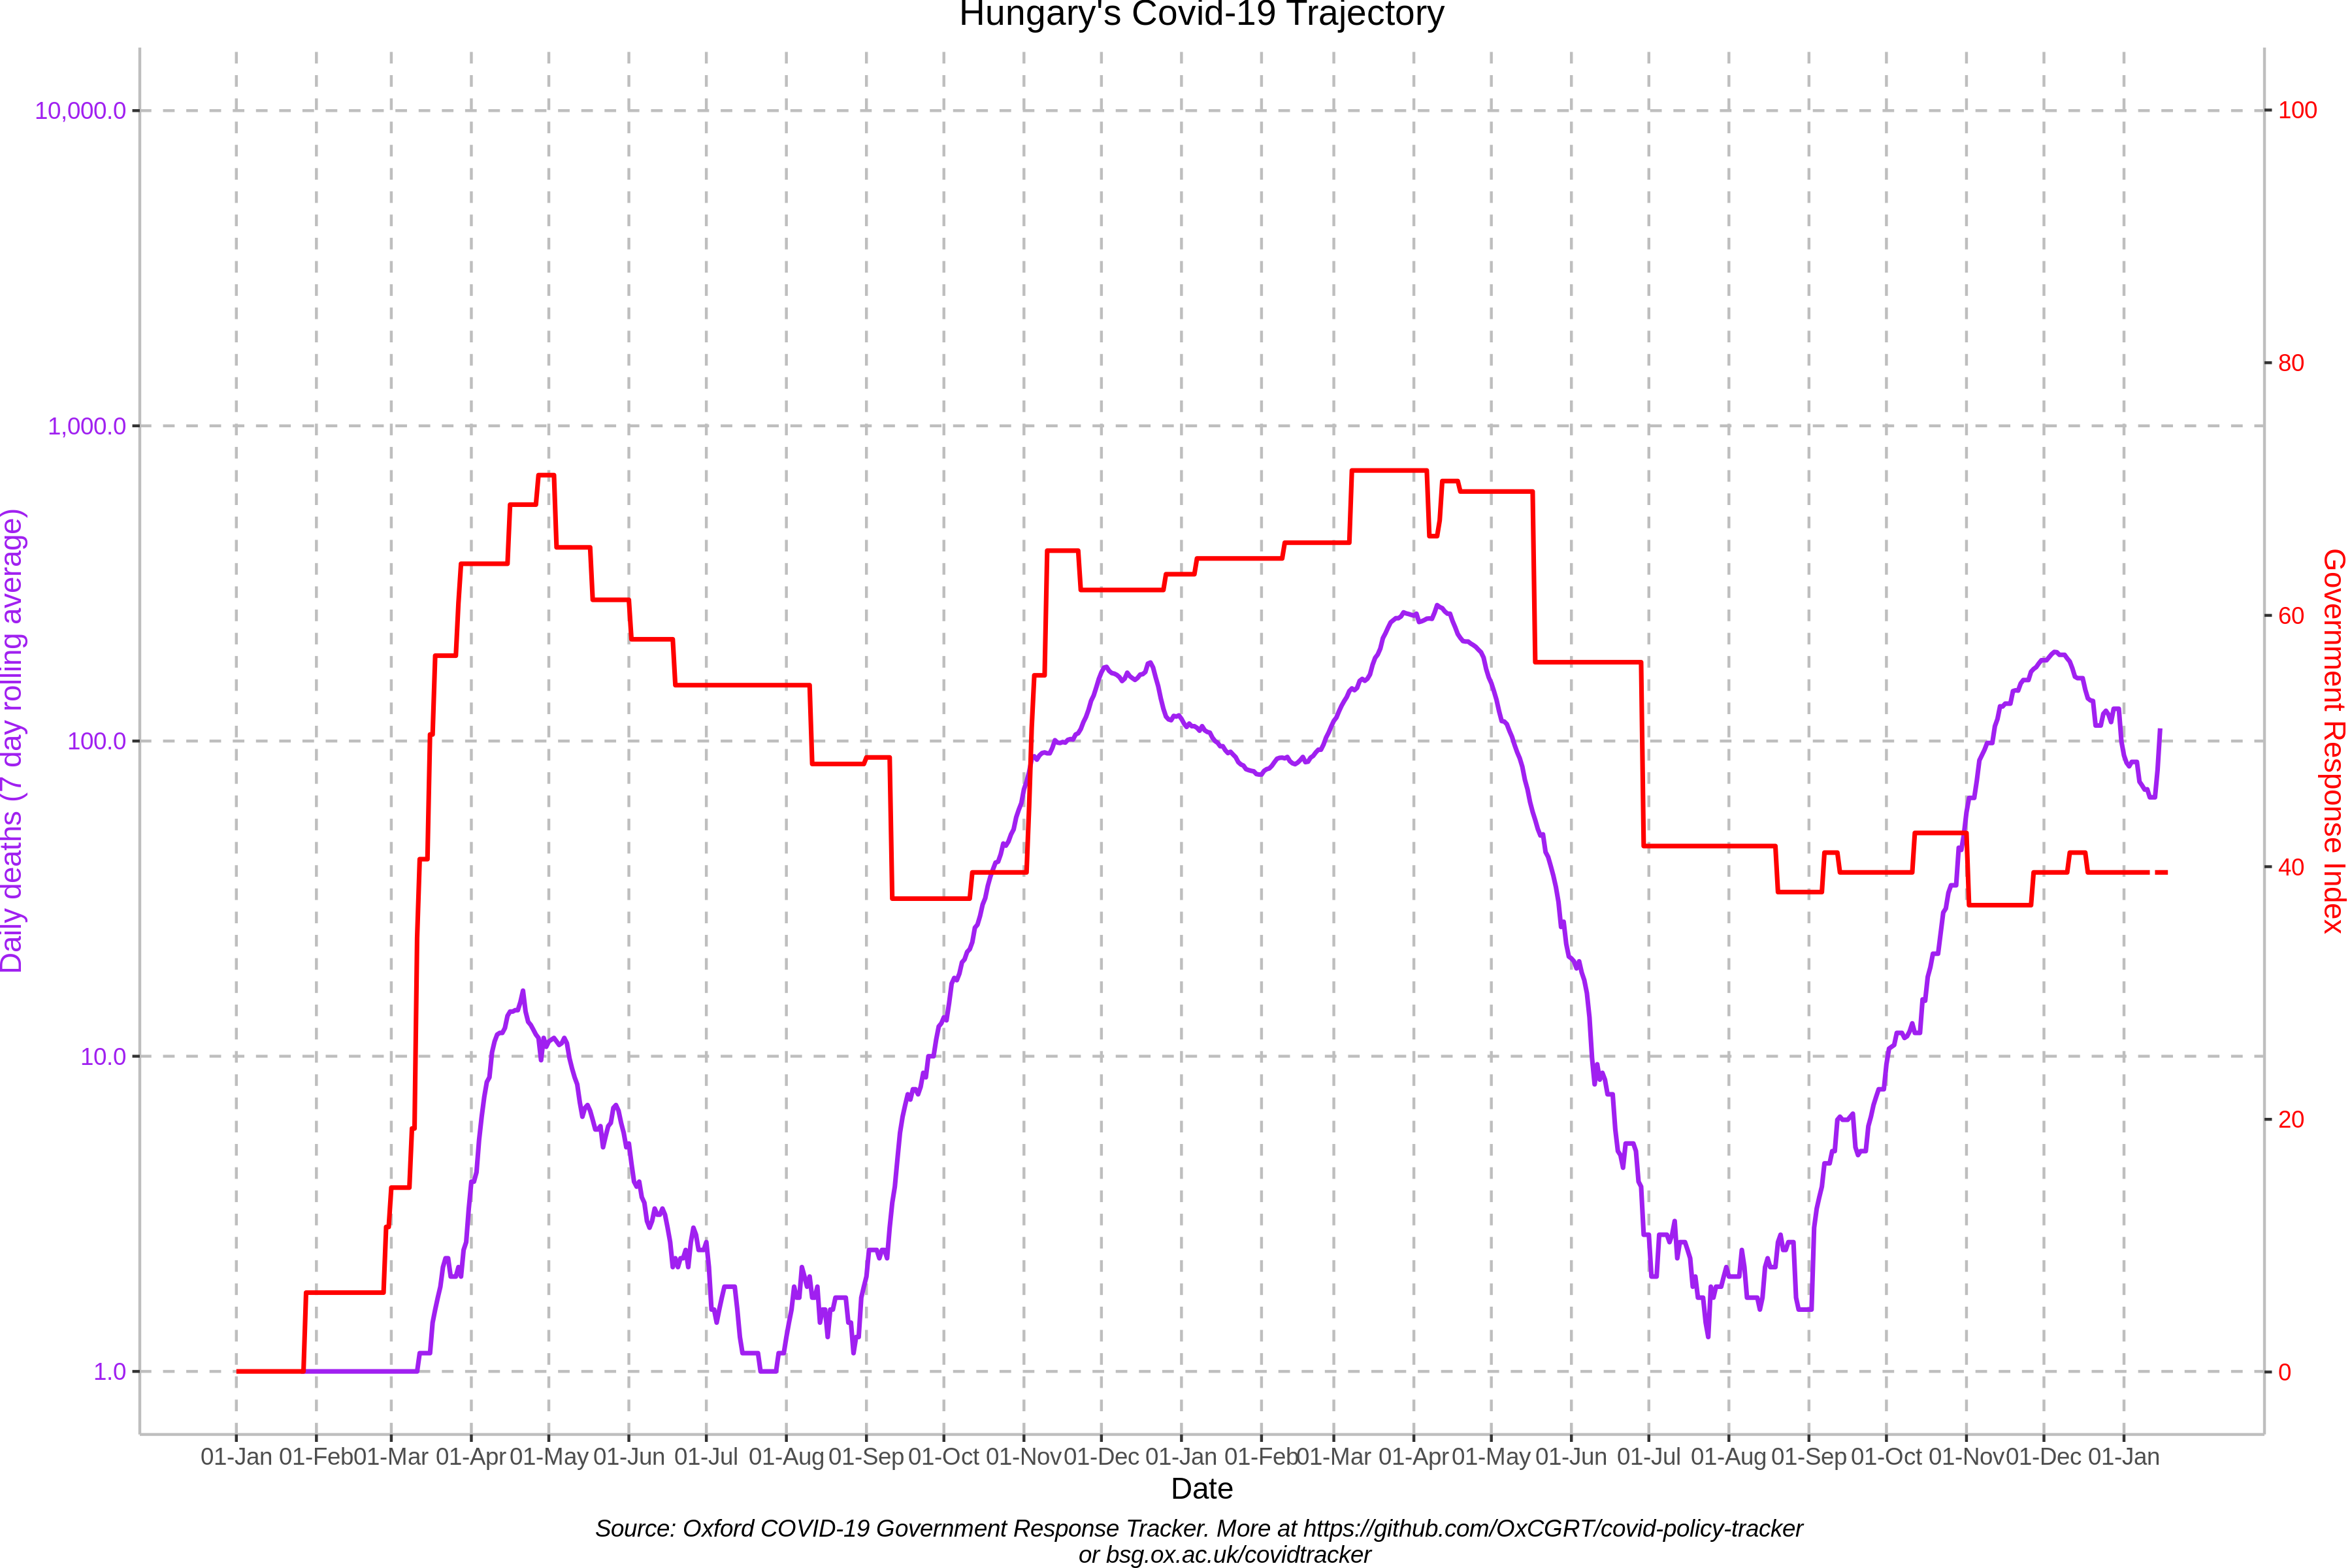 Hungary's Covid-19 Trajectory
10,000.0
1,000.0
100.0
10.0
1.0
Daily deaths (7 day rolling average)
100
80
60
40
20
0
Government Response Index
01-Jan 01-Feb 01-Mar 01-Apr 01-May 01-Jun 01-Jul 01-Aug 01-Sep 01-Oct 01-Nov 01-Dec 01-Jan 01-Feb 01-Mar 01-Apr 01-May 01-Jun 01-Jul 01-Aug 01-Sep 01-Oct 01-Nov 01-Dec 01-Jan
Date
Source: Oxford COVID-19 Government Response Tracker. More at https://github.com/OxCGRT/covid-policy-tracker
or bsg.ox.ac.uk/covidtracker